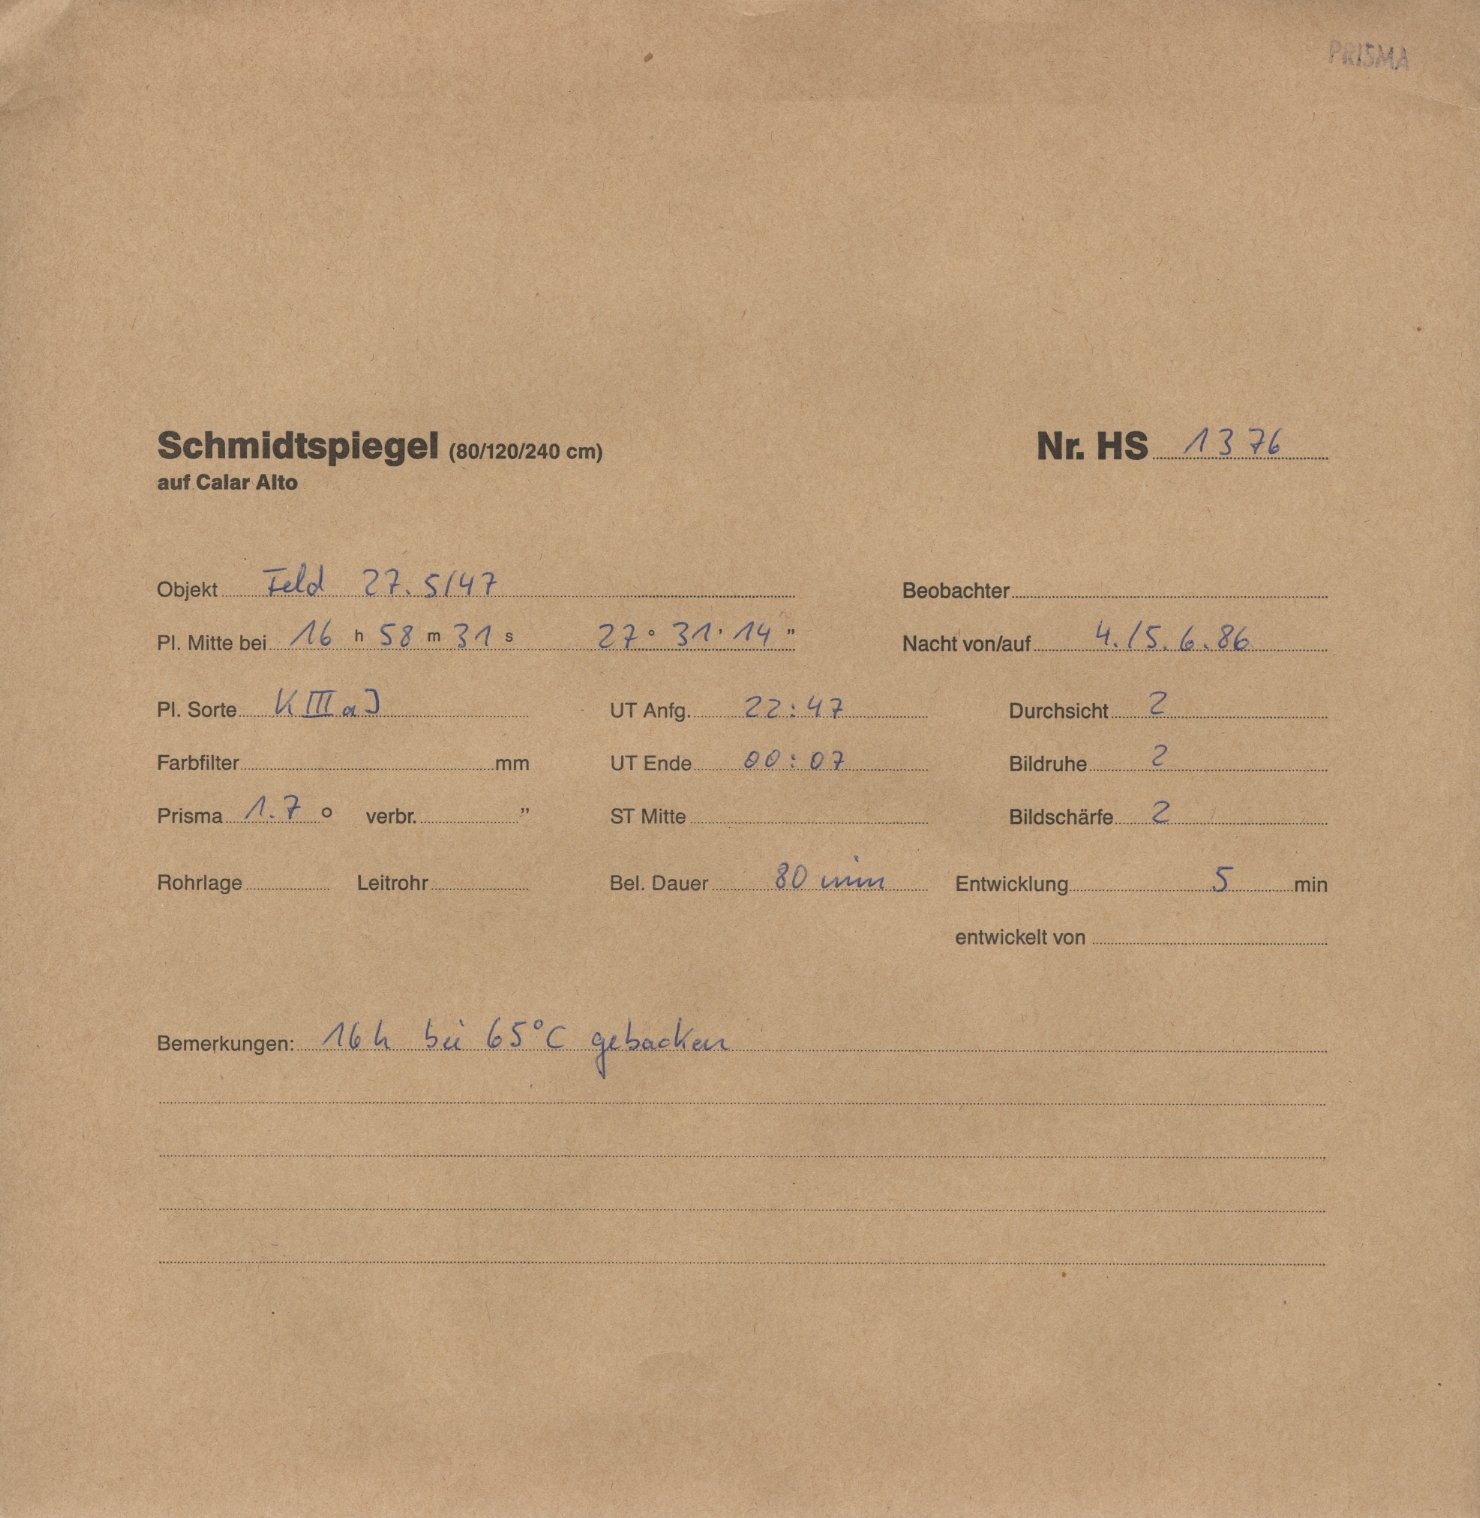 PRISMA
Schmidtspiegel (80/120/240 cm) Nr. HS 1376
auf Calar Alto
Objekt Feld 27.5/47 Beobachter
Pl. Mitte bei 16 h 58 m 31 s 27° 31' 14" Nacht von/auf 4./5.6.86
Pl. Sorte K III a J UT Anfg. 22:47 Durchsicht 2
Farbfilter mm UT Ende 00:07 Bildruhe 2
Prisma 1.7 ° verbr. " ST Mitte Bildschärfe 2
Rohrlage Leitrohr Bel. Dauer 80 min Entwicklung 5 min
entwickelt von
Bemerkungen: 16h bei 65°C gebacken